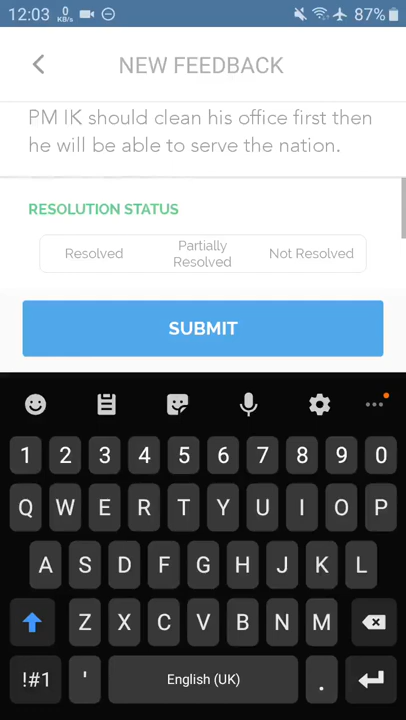 12:03 0 KB/s 87%
NEW FEEDBACK
PM IK should clean his office first then
he will be able to serve the nation.
RESOLUTION STATUS
Resolved Partially Resolved Not Resolved
SUBMIT
1 2 3 4 5 6 7 8 9 0
Q W E R T Y U I O P
A S D F G H J K L
Z X C V B N M
!#1 ' English (UK) .